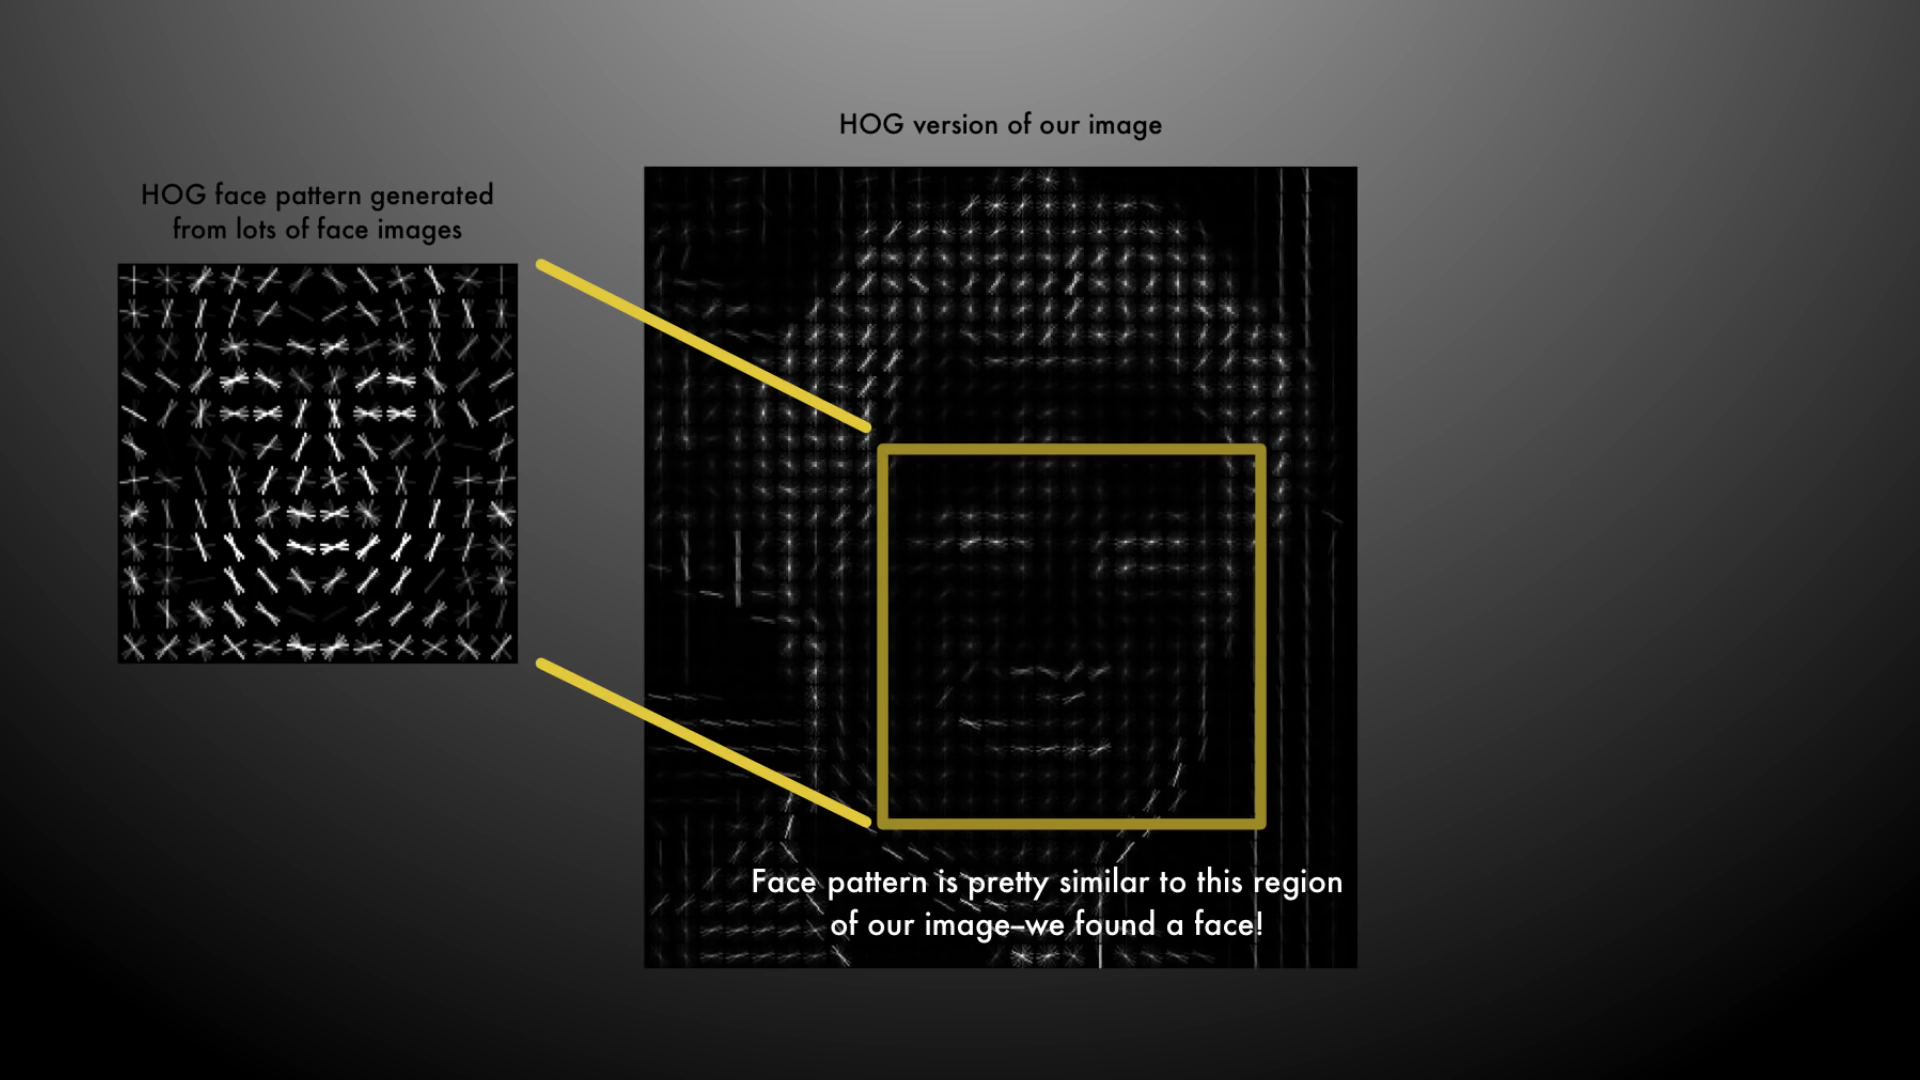 HOG version of our image
HOG face pattern generated
from lots of face images
Face pattern is pretty similar to this region
of our image–we found a face!